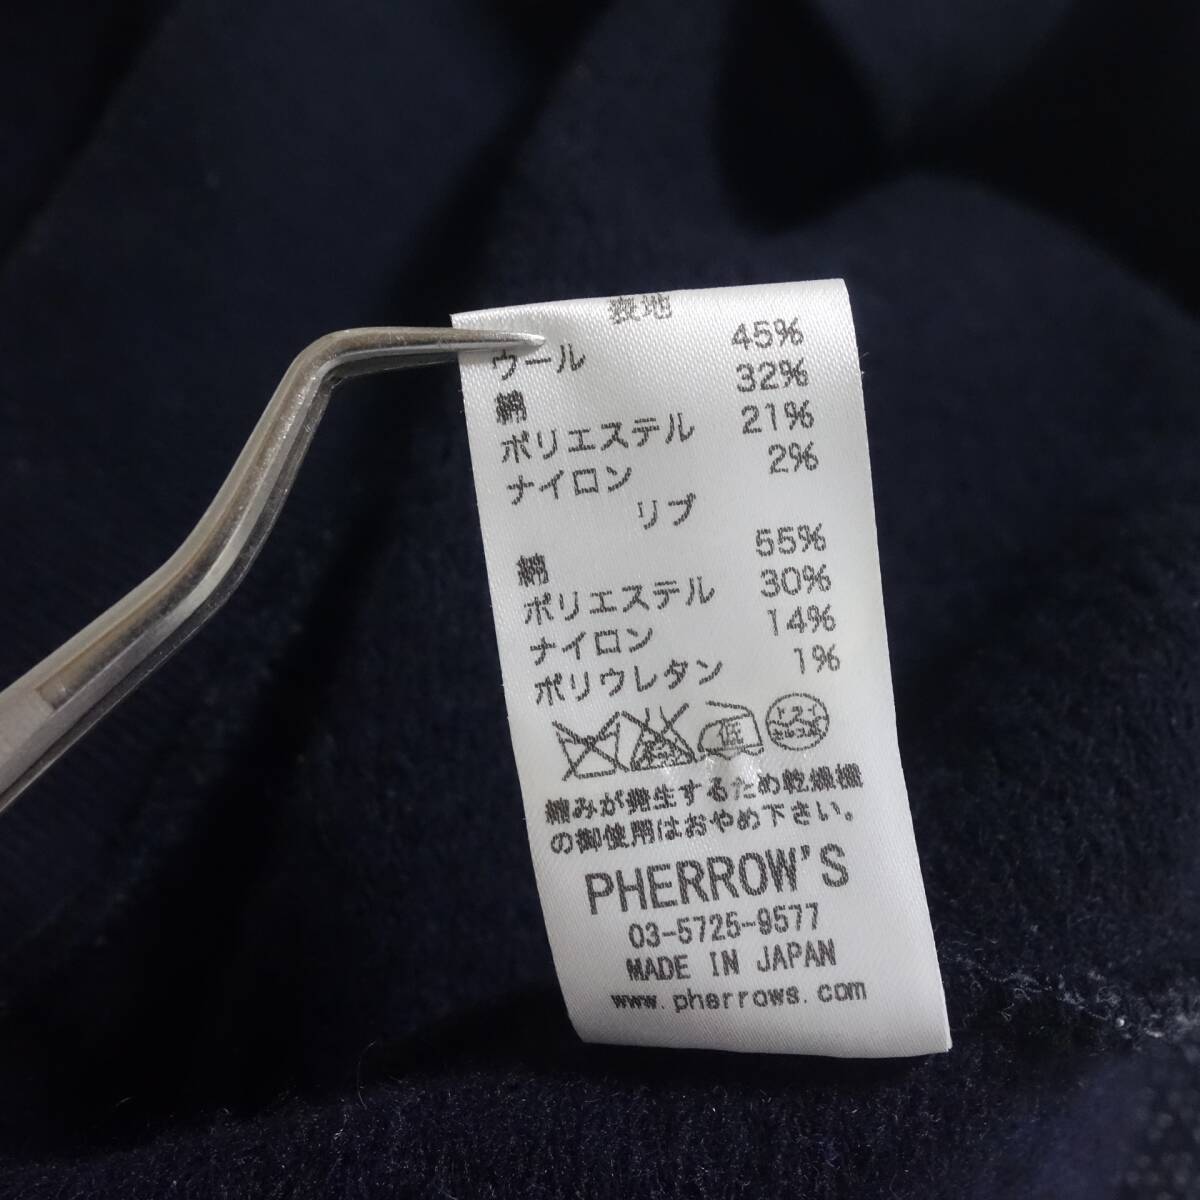 表地
ウール 45%
綿 32%
ポリエステル 21%
ナイロン 2%
リブ
綿 55%
ポリエステル 30%
ナイロン 14%
ポリウレタン 1%
低 ドライ
縮みが発生するため乾燥機
の御使用はおやめ下さい。
PHERROW'S
03-5725-9577
MADE IN JAPAN
www.pherrows.com